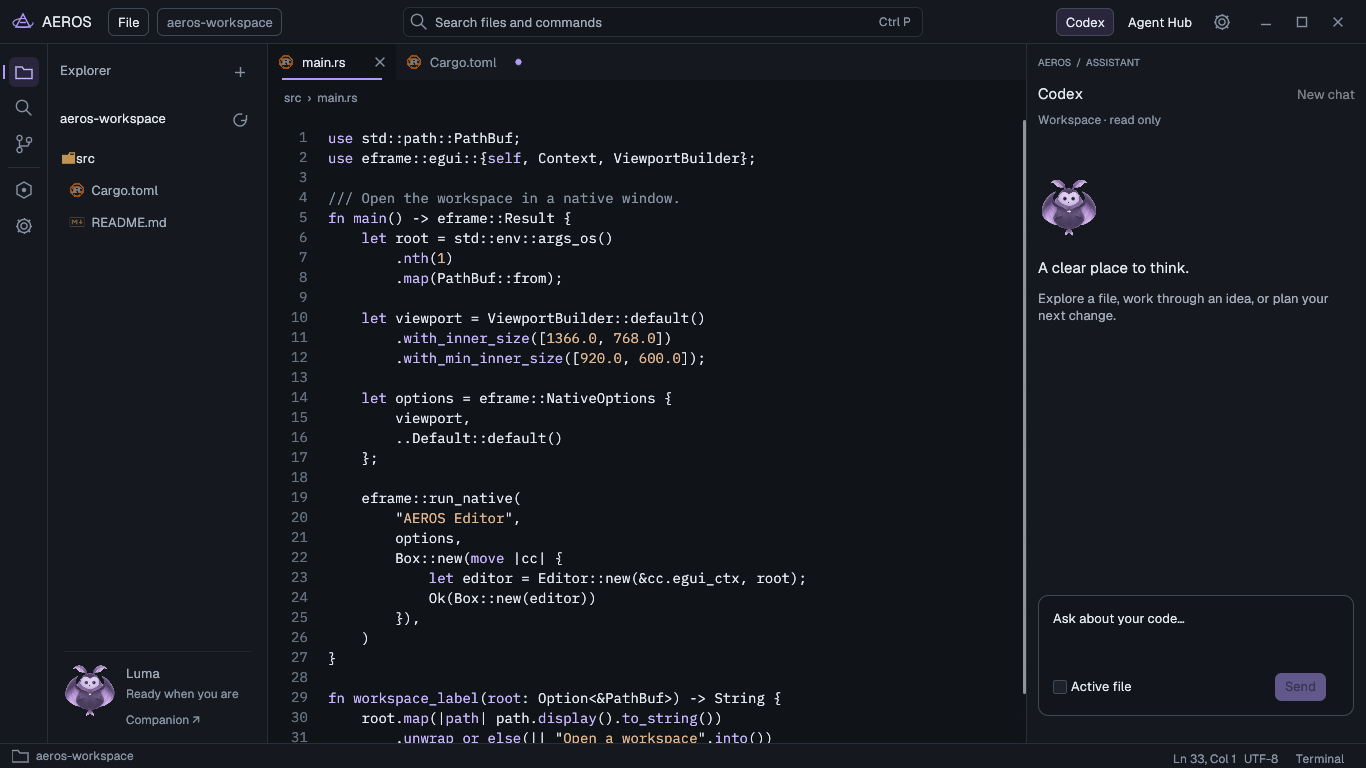 AEROS File aeros-workspace Search files and commands Ctrl P Codex Agent Hub
Explorer +
aeros-workspace
src
Cargo.toml
README.md
Luma
Ready when you are
Companion ↗
main.rs Cargo.toml
src › main.rs
1 use std::path::PathBuf;
2 use eframe::egui::{self, Context, ViewportBuilder};
3
4 /// Open the workspace in a native window.
5 fn main() -> eframe::Result {
6     let root = std::env::args_os()
7         .nth(1)
8         .map(PathBuf::from);
9
10     let viewport = ViewportBuilder::default()
11         .with_inner_size([1366.0, 768.0])
12         .with_min_inner_size([920.0, 600.0]);
13
14     let options = eframe::NativeOptions {
15         viewport,
16         ..Default::default()
17     };
18
19     eframe::run_native(
20         "AEROS Editor",
21         options,
22         Box::new(move |cc| {
23             let editor = Editor::new(&cc.egui_ctx, root);
24             Ok(Box::new(editor))
25         }),
26     )
27 }
28
29 fn workspace_label(root: Option<&PathBuf>) -> String {
30     root.map(|path| path.display().to_string())
31         .unwrap_or_else(|| "Open a workspace".into())
AEROS / ASSISTANT
Codex New chat
Workspace · read only
A clear place to think.
Explore a file, work through an idea, or plan your
next change.
Ask about your code…
Active file Send
aeros-workspace Ln 33, Col 1 UTF-8 Terminal